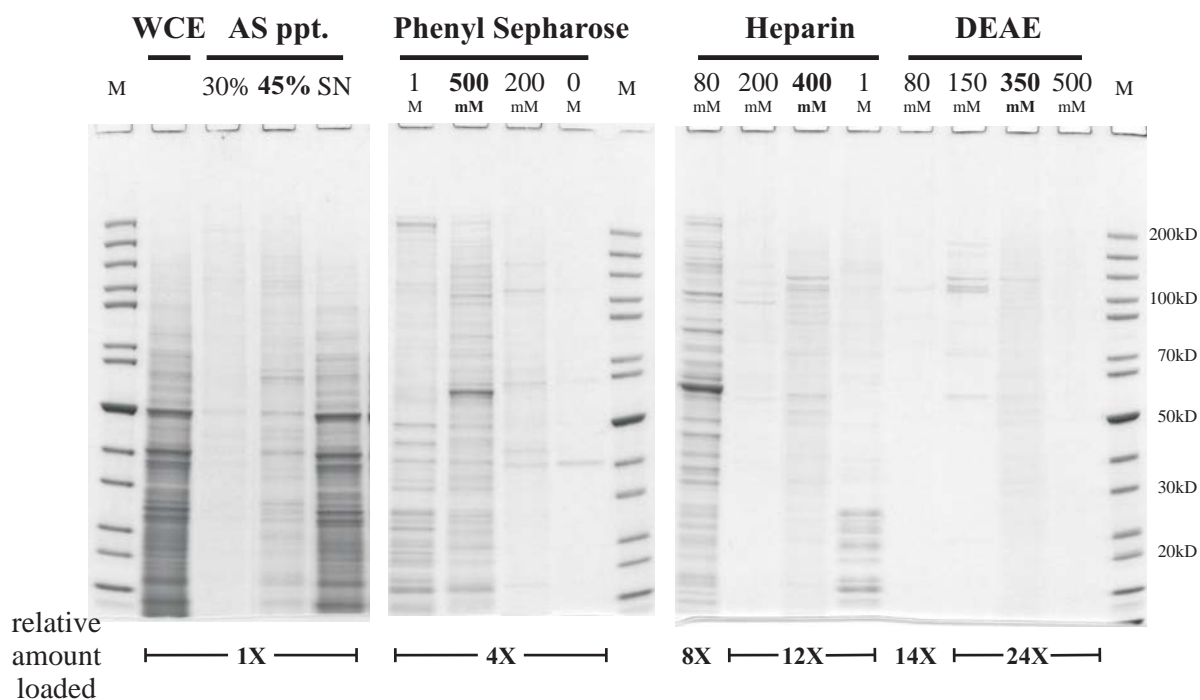 WCE AS ppt. Phenyl Sepharose Heparin DEAE
M 30% 45% SN 1 M 500 mM 200 mM 0 M M 80 mM 200 mM 400 mM 1 M 80 mM 150 mM 350 mM 500 mM M
200kD
100kD
70kD
50kD
30kD
20kD
relative
amount
loaded
1X 4X 8X 12X 14X 24X